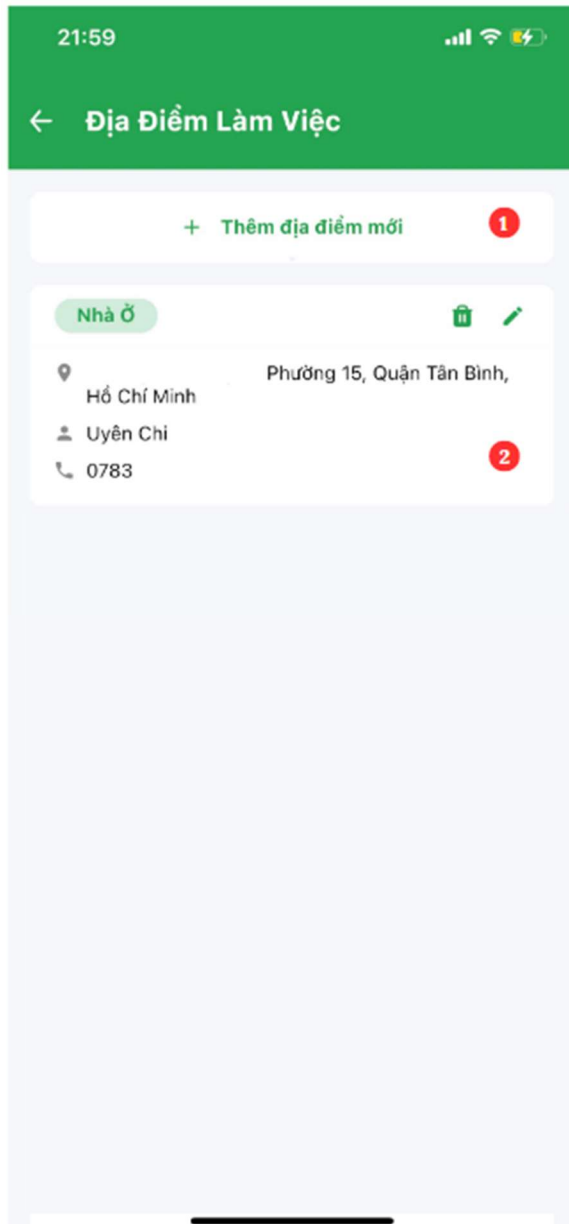 21:59
Địa Điểm Làm Việc
+ Thêm địa điểm mới
1
Nhà Ở
Phường 15, Quận Tân Bình,
Hồ Chí Minh
Uyên Chi
2
0783